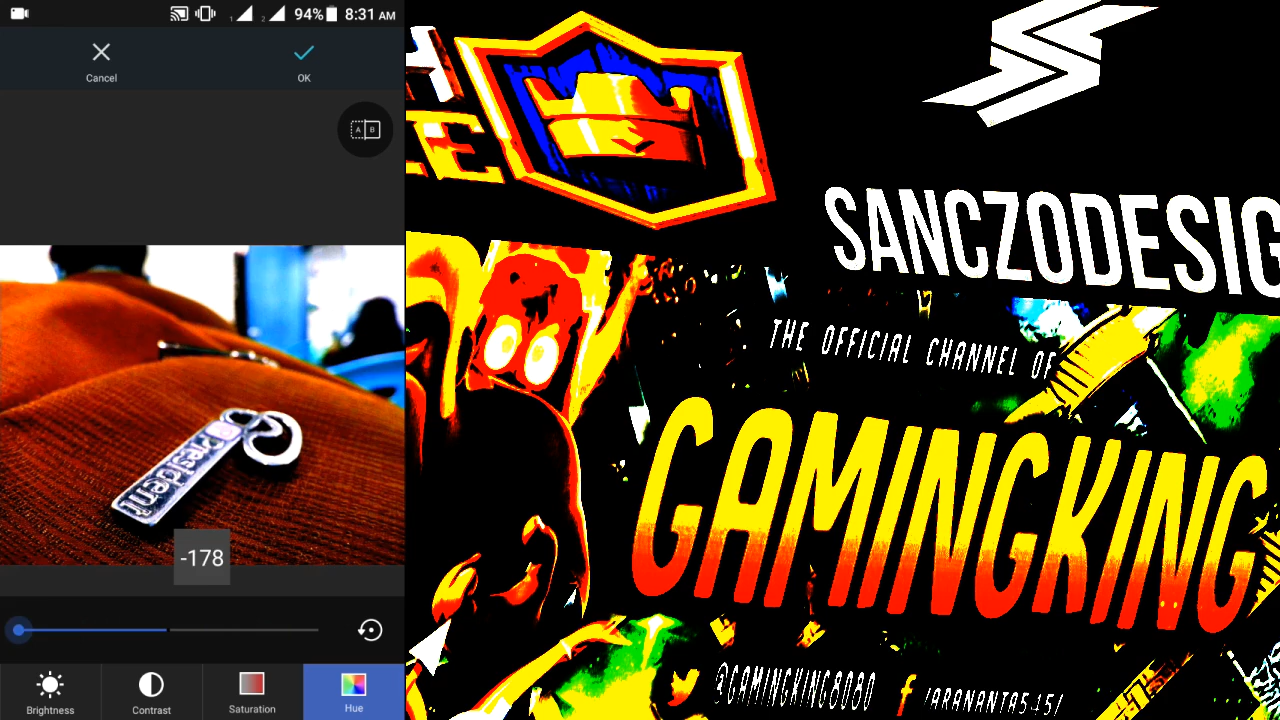 94% 8:31 AM
Cancel
OK
A B
President
-178
Brightness
Contrast
Saturation
Hue
SANCZODESIG
THE OFFICIAL CHANNEL OF
GAMINGKING
@GAMINGKING8080
/ARANANTA5151